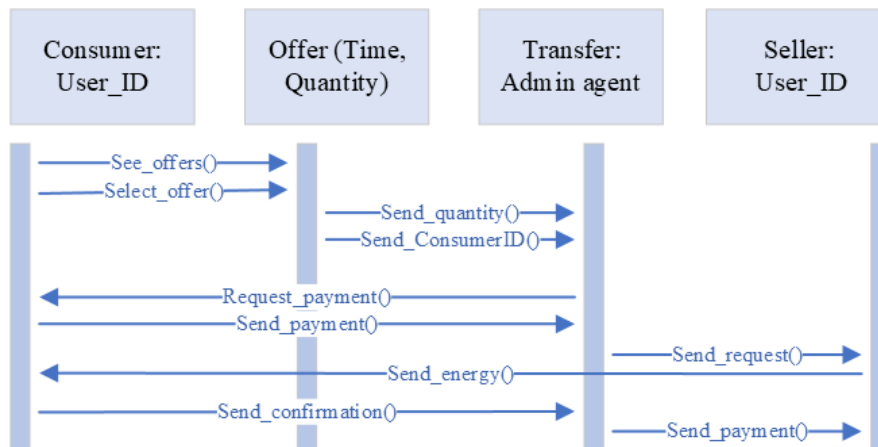 Consumer:
User_ID
Offer (Time,
Quantity)
Transfer:
Admin agent
Seller:
User_ID
See_offers()
Select_offer()
Send_quantity()
Send_ConsumerID()
Request_payment()
Send_payment()
Send_request()
Send_energy()
Send_confirmation()
Send_payment()